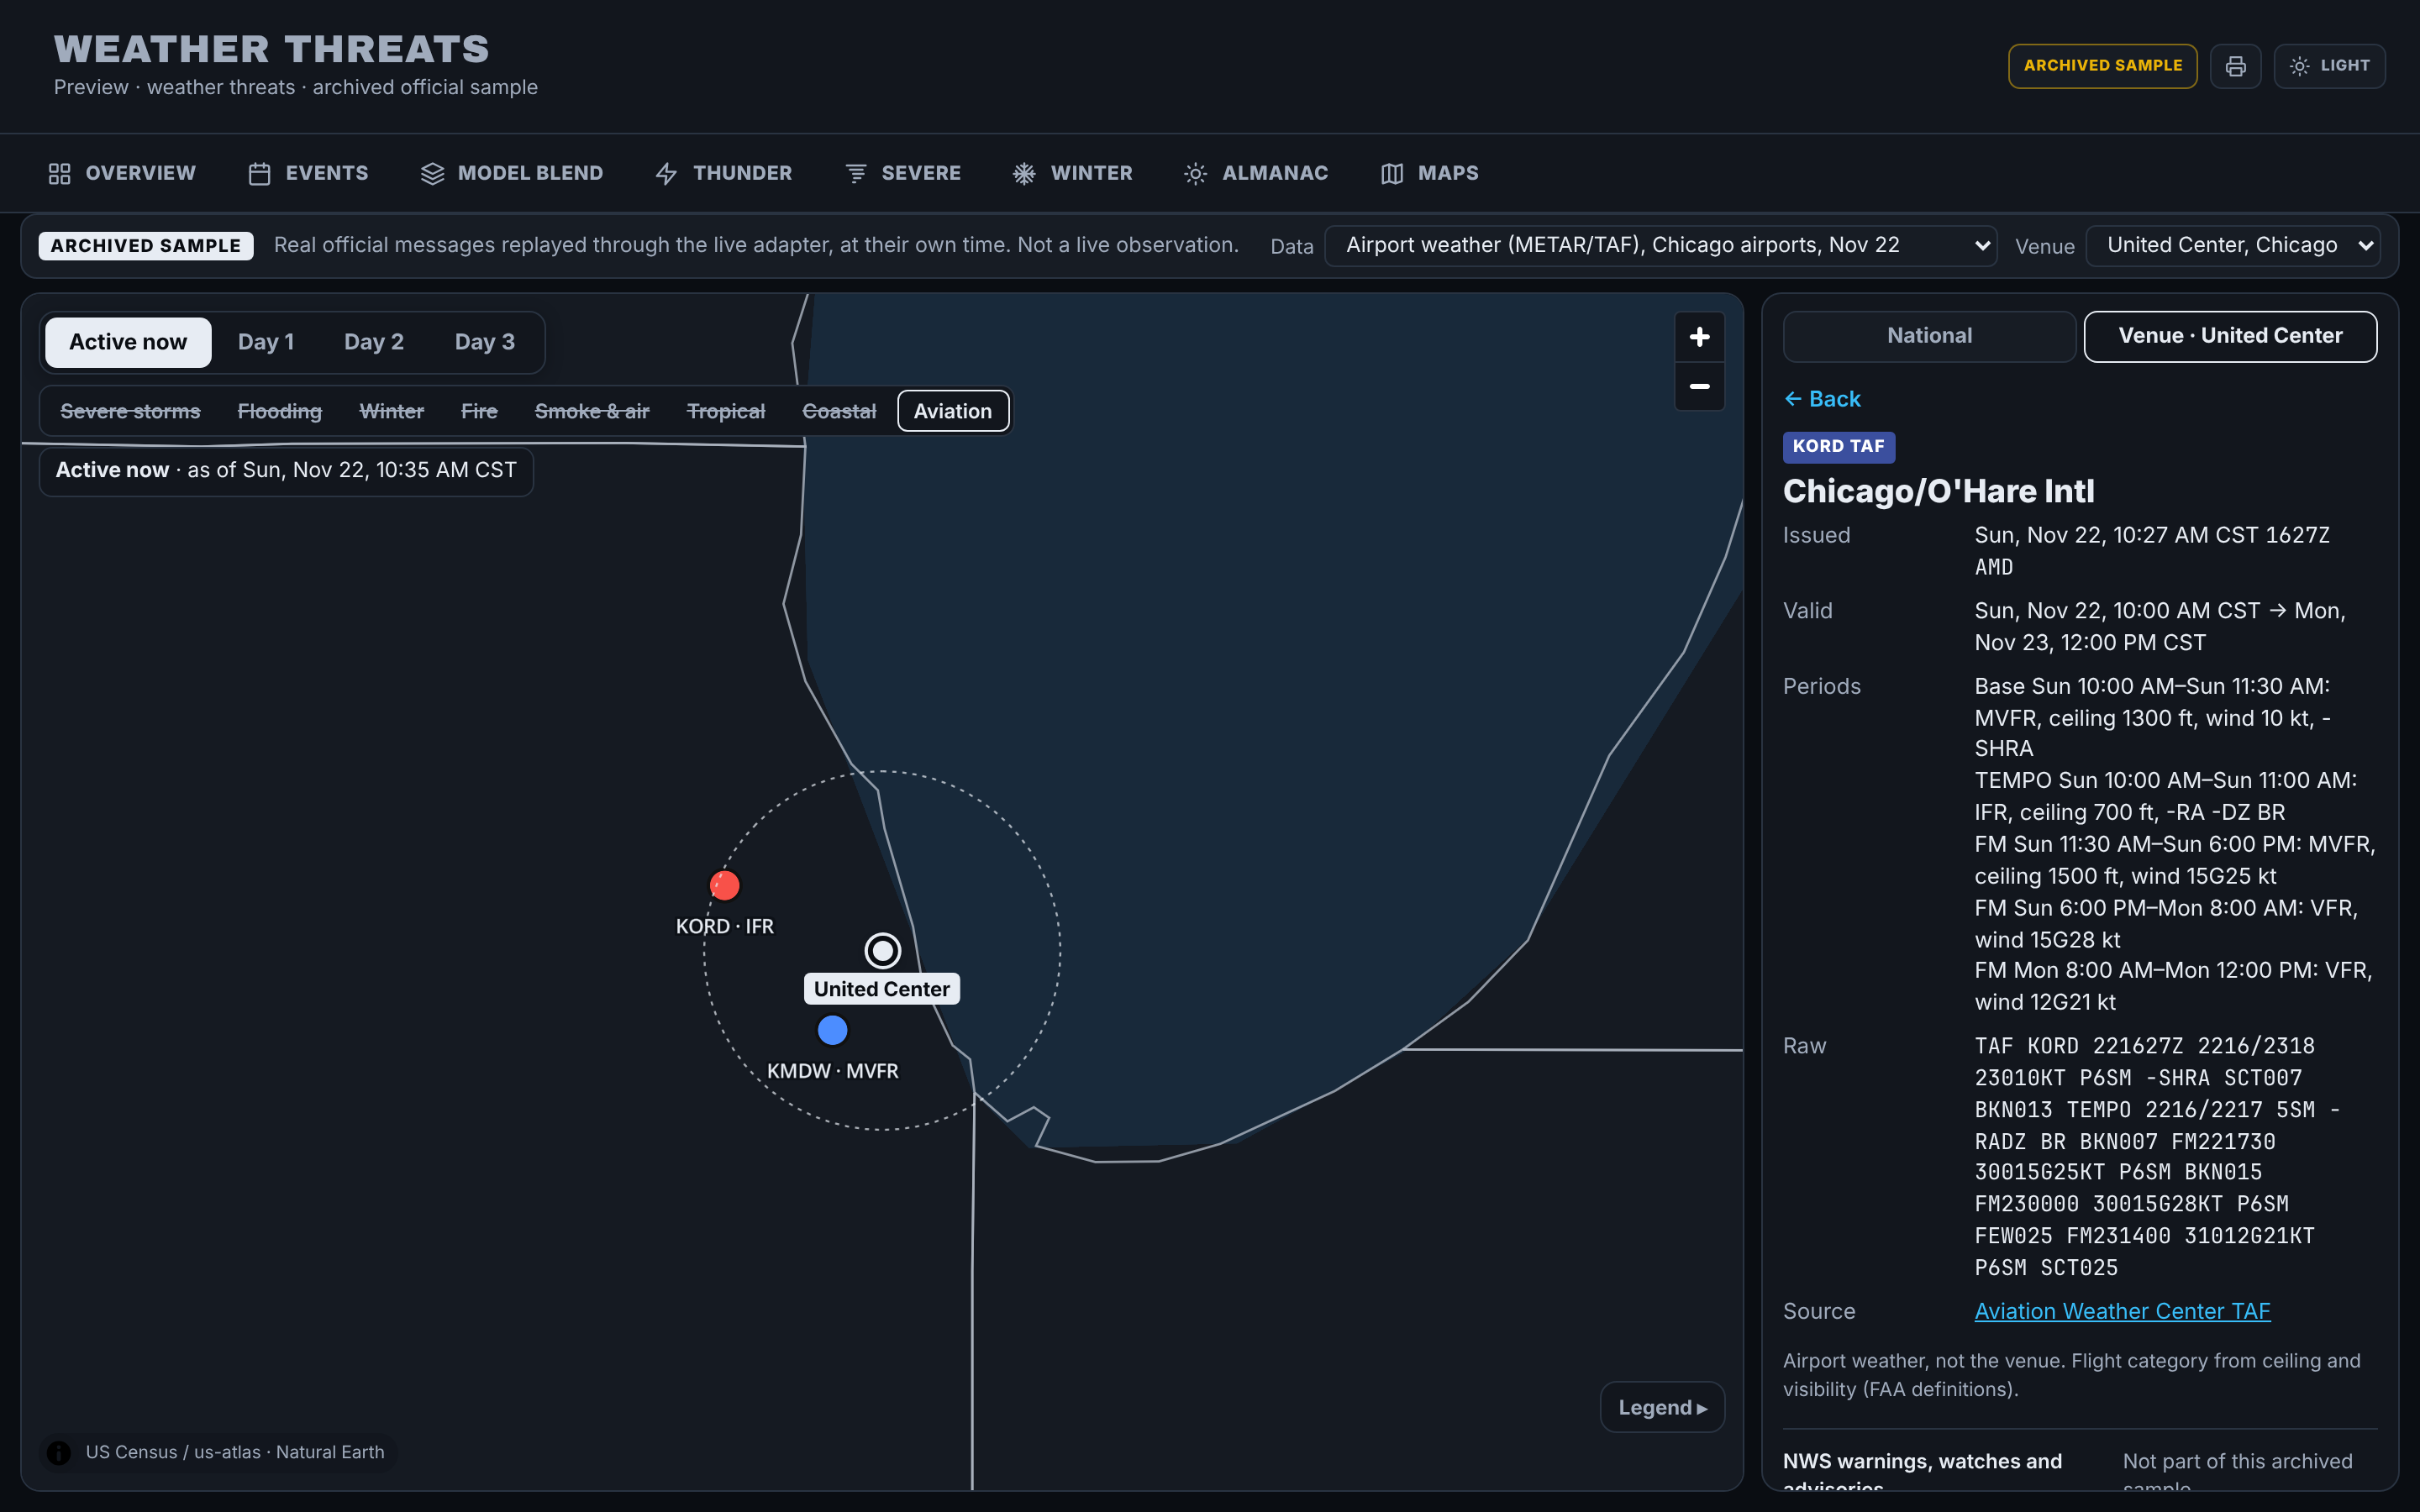 WEATHER THREATS
Preview · weather threats · archived official sample
ARCHIVED SAMPLE
LIGHT
OVERVIEW
EVENTS
MODEL BLEND
THUNDER
SEVERE
WINTER
ALMANAC
MAPS
ARCHIVED SAMPLE Real official messages replayed through the live adapter, at their own time. Not a live observation. Data Airport weather (METAR/TAF), Chicago airports, Nov 22 Venue United Center, Chicago
Active now Day 1 Day 2 Day 3
Severe storms Flooding Winter Fire Smoke & air Tropical Coastal Aviation
Active now · as of Sun, Nov 22, 10:35 AM CST
+
−
KORD · IFR
United Center
KMDW · MVFR
Legend ▸
US Census / us-atlas · Natural Earth
National
Venue · United Center
← Back
KORD TAF
Chicago/O'Hare Intl
Issued Sun, Nov 22, 10:27 AM CST 1627Z
AMD
Valid Sun, Nov 22, 10:00 AM CST → Mon,
Nov 23, 12:00 PM CST
Periods Base Sun 10:00 AM–Sun 11:30 AM:
MVFR, ceiling 1300 ft, wind 10 kt, -
SHRA
TEMPO Sun 10:00 AM–Sun 11:00 AM:
IFR, ceiling 700 ft, -RA -DZ BR
FM Sun 11:30 AM–Sun 6:00 PM: MVFR,
ceiling 1500 ft, wind 15G25 kt
FM Sun 6:00 PM–Mon 8:00 AM: VFR,
wind 15G28 kt
FM Mon 8:00 AM–Mon 12:00 PM: VFR,
wind 12G21 kt
Raw TAF KORD 221627Z 2216/2318
23010KT P6SM -SHRA SCT007
BKN013 TEMPO 2216/2217 5SM -
RADZ BR BKN007 FM221730
30015G25KT P6SM BKN015
FM230000 30015G28KT P6SM
FEW025 FM231400 31012G21KT
P6SM SCT025
Source Aviation Weather Center TAF
Airport weather, not the venue. Flight category from ceiling and
visibility (FAA definitions).
NWS warnings, watches and Not part of this archived
advisories sample